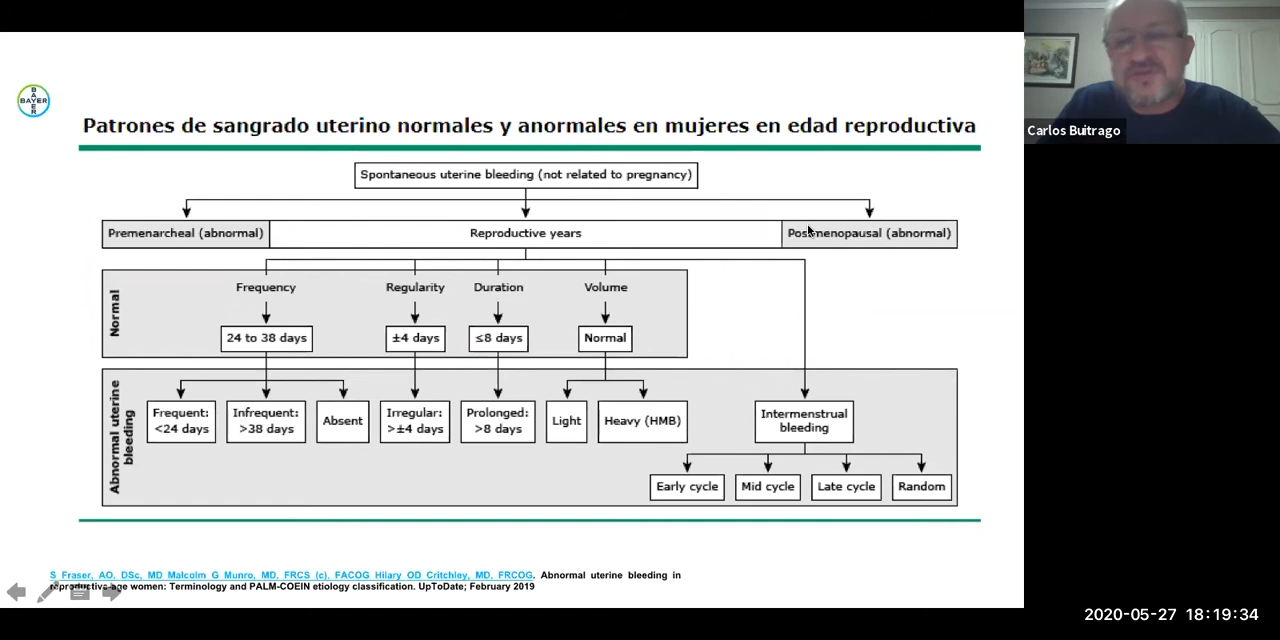 BAYER
BAYER
Patrones de sangrado uterino normales y anormales en mujeres en edad reproductiva
Carlos Buitrago
Spontaneous uterine bleeding (not related to pregnancy)
Premenarcheal (abnormal)
Reproductive years
Postmenopausal (abnormal)
Normal
Frequency
Regularity
Duration
Volume
24 to 38 days
±4 days
≤8 days
Normal
Abnormal uterine
bleeding
Frequent:
<24 days
Infrequent:
>38 days
Absent
Irregular:
>±4 days
Prolonged:
>8 days
Light
Heavy (HMB)
Intermenstrual
bleeding
Early cycle
Mid cycle
Late cycle
Random
S Fraser, AO, DSc, MD Malcolm G Munro, MD, FRCS (c), FACOG Hilary OD Critchley, MD, FRCOG. Abnormal uterine bleeding in
reproductive-age women: Terminology and PALM-COEIN etiology classification. UpToDate; February 2019
2020-05-27 18:19:34